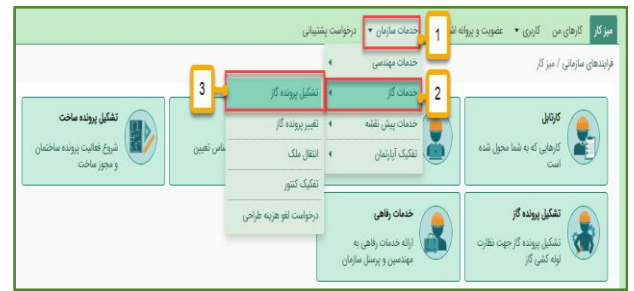 میز کار کارهای من کاربری عضویت و پروانه خدمات سازمان درخواست پشتیبانی
1
فرایندهای سازمانی / میز کار
خدمات مهندسی
خدمات گاز
2
خدمات پیش نقشه
تفکیک آپارتمان
3
تشکیل پرونده گاز
تغییر پرونده گاز
انتقال ملک
تفکیک کنتور
درخواست لغو هزینه طراحی
کارتابل
کارهایی که به شما محول شده
است
تشکیل پرونده ساخت
شروع فعالیت پرونده ساختمان
و مجوز ساخت
تعیین
تشکیل پرونده گاز
تشکیل پرونده گاز جهت نظارت
لوله کشی گاز
خدمات رفاهی
ارائه خدمات رفاهی به
مهندسین و پرسنل سازمان